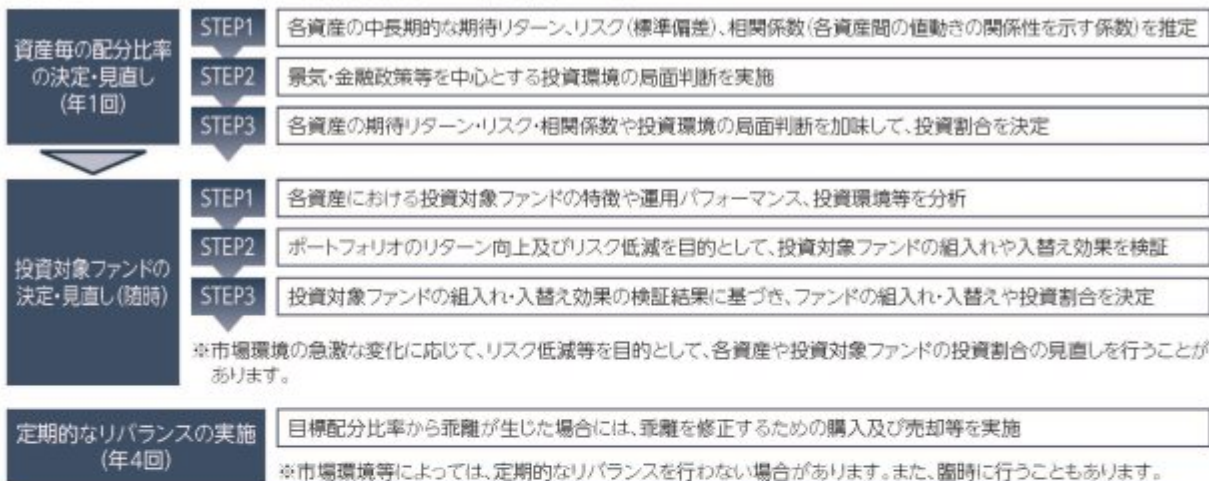 資産毎の配分比率
の決定・見直し
(年1回)
STEP1
各資産の中長期的な期待リターン、リスク(標準偏差)、相関係数(各資産間の値動きの関係性を示す係数)を推定
STEP2
景気・金融政策等を中心とする投資環境の局面判断を実施
STEP3
各資産の期待リターン・リスク・相関係数や投資環境の局面判断を加味して、投資割合を決定
投資対象ファンドの
決定・見直し(随時)
STEP1
各資産における投資対象ファンドの特徴や運用パフォーマンス、投資環境等を分析
STEP2
ポートフォリオのリターン向上及びリスク低減を目的として、投資対象ファンドの組入れや入替え効果を検証
STEP3
投資対象ファンドの組入れ・入替え効果の検証結果に基づき、ファンドの組入れ・入替えや投資割合を決定
※市場環境の急激な変化に応じて、リスク低減等を目的として、各資産や投資対象ファンドの投資割合の見直しを行うことが
あります。
定期的なリバランスの実施
(年4回)
目標配分比率から乖離が生じた場合には、乖離を修正するための購入及び売却等を実施
※市場環境等によっては、定期的なリバランスを行わない場合があります。また、臨時に行うこともあります。